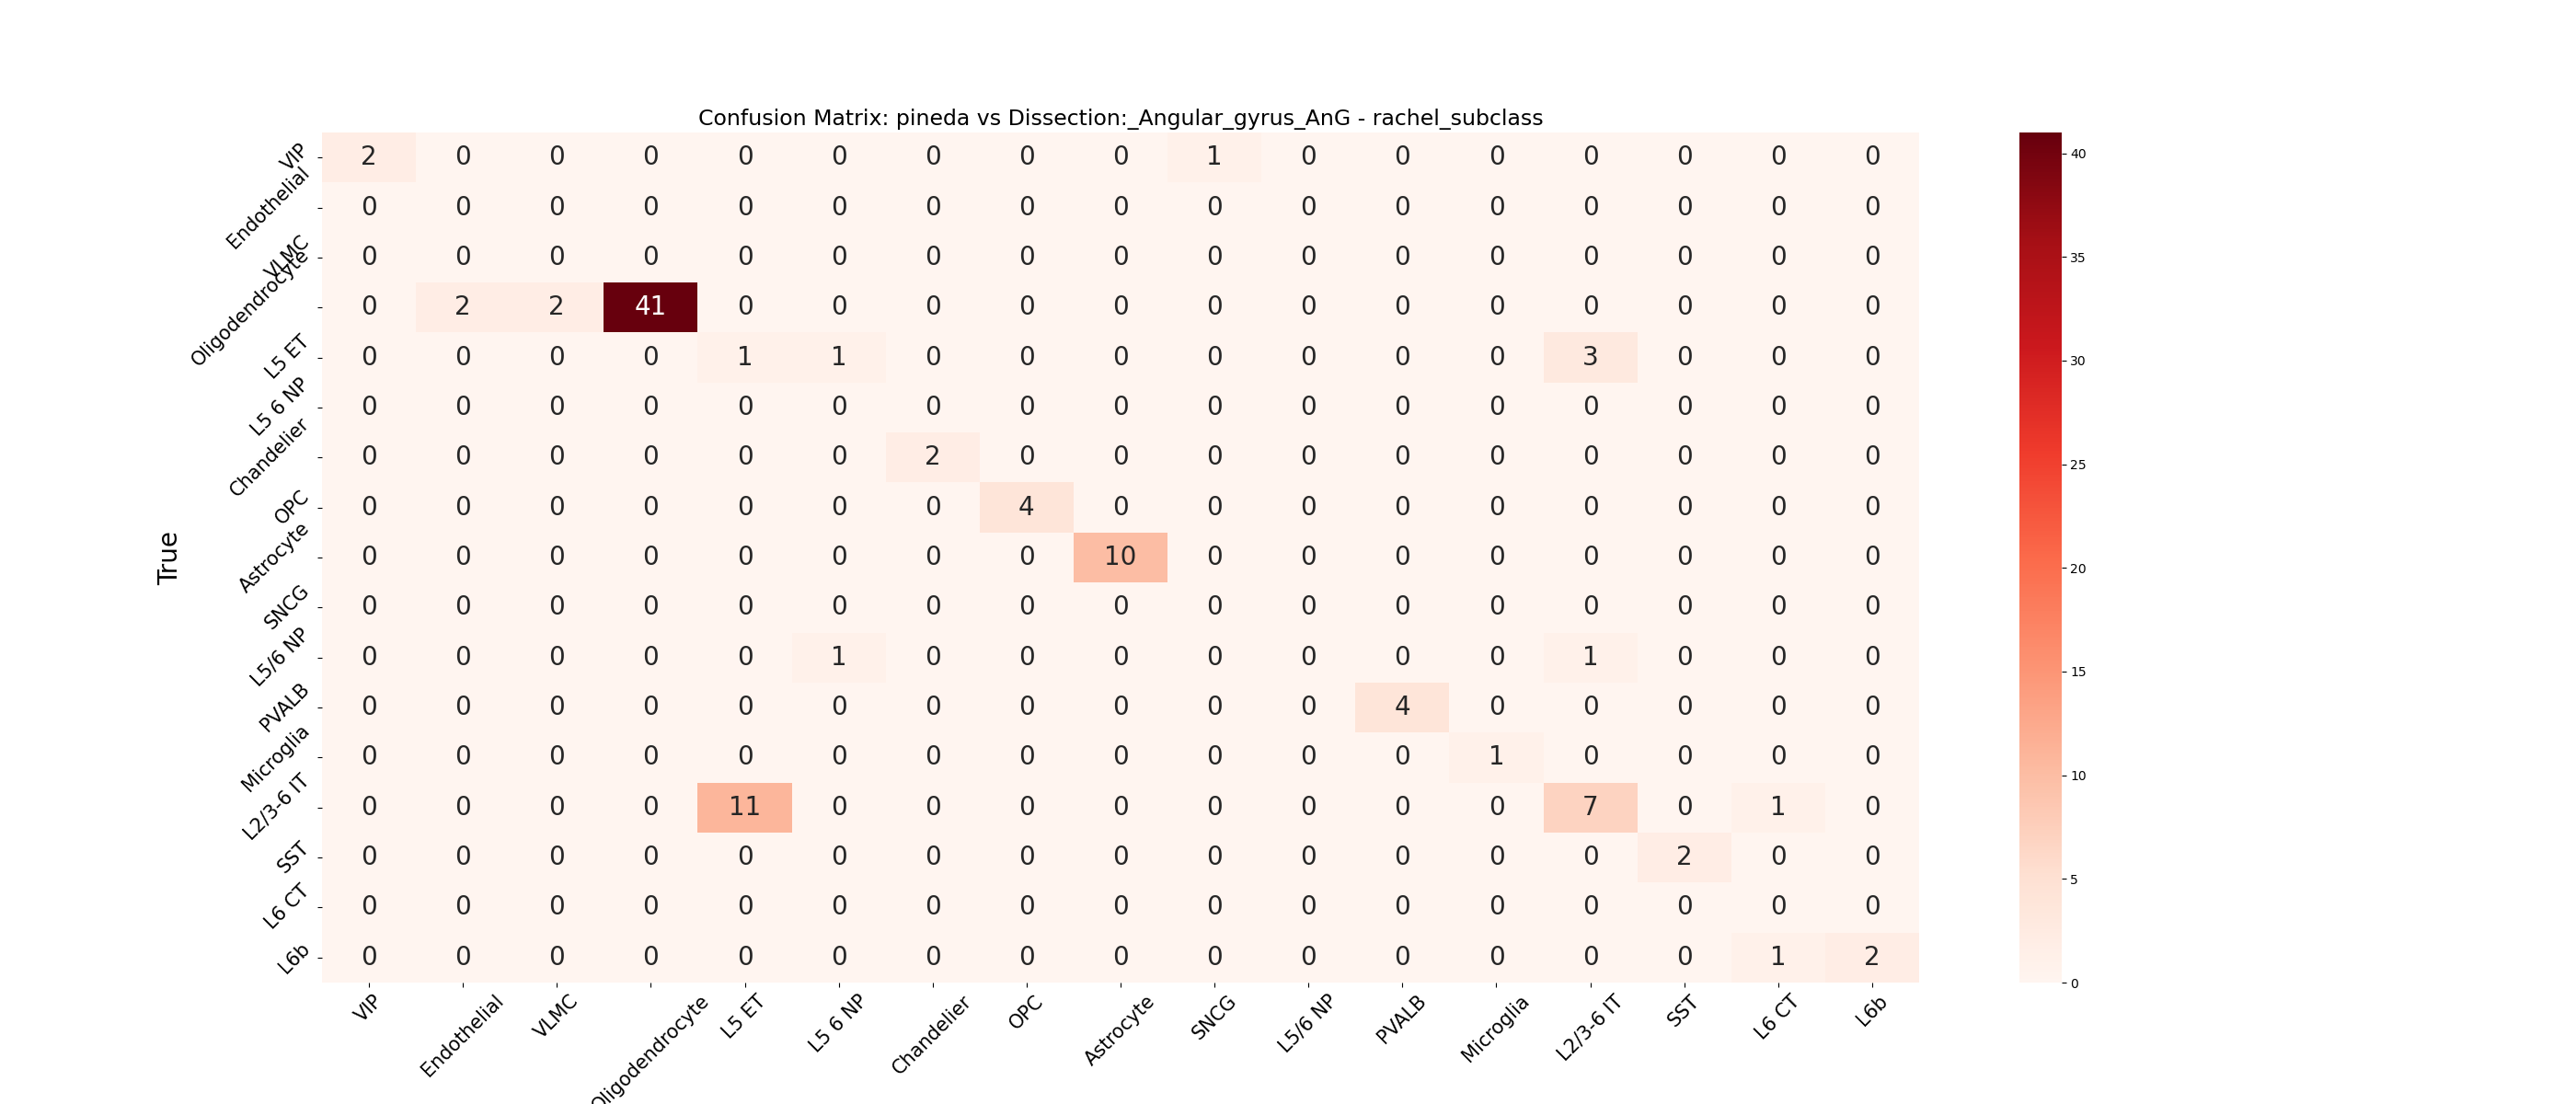 Confusion Matrix: pineda vs Dissection:_Angular_gyrus_AnG - rachel_subclass
True
VIP 2 0 0 0 0 0 0 0 0 1 0 0 0 0 0 0 0
Endothelial 0 0 0 0 0 0 0 0 0 0 0 0 0 0 0 0 0
VLMC 0 0 0 0 0 0 0 0 0 0 0 0 0 0 0 0 0
Oligodendrocyte 0 2 2 41 0 0 0 0 0 0 0 0 0 0 0 0 0
L5 ET 0 0 0 0 1 1 0 0 0 0 0 0 0 3 0 0 0
L5 6 NP 0 0 0 0 0 0 0 0 0 0 0 0 0 0 0 0 0
Chandelier 0 0 0 0 0 0 2 0 0 0 0 0 0 0 0 0 0
OPC 0 0 0 0 0 0 0 4 0 0 0 0 0 0 0 0 0
Astrocyte 0 0 0 0 0 0 0 0 10 0 0 0 0 0 0 0 0
SNCG 0 0 0 0 0 0 0 0 0 0 0 0 0 0 0 0 0
L5/6 NP 0 0 0 0 0 1 0 0 0 0 0 0 0 1 0 0 0
PVALB 0 0 0 0 0 0 0 0 0 0 0 4 0 0 0 0 0
Microglia 0 0 0 0 0 0 0 0 0 0 0 0 1 0 0 0 0
L2/3-6 IT 0 0 0 0 11 0 0 0 0 0 0 0 0 7 0 1 0
SST 0 0 0 0 0 0 0 0 0 0 0 0 0 0 2 0 0
L6 CT 0 0 0 0 0 0 0 0 0 0 0 0 0 0 0 0 0
L6b 0 0 0 0 0 0 0 0 0 0 0 0 0 0 0 1 2
VIP Endothelial VLMC Oligodendrocyte L5 ET L5 6 NP Chandelier OPC Astrocyte SNCG L5/6 NP PVALB Microglia L2/3-6 IT SST L6 CT L6b
40
35
30
25
20
15
10
5
0